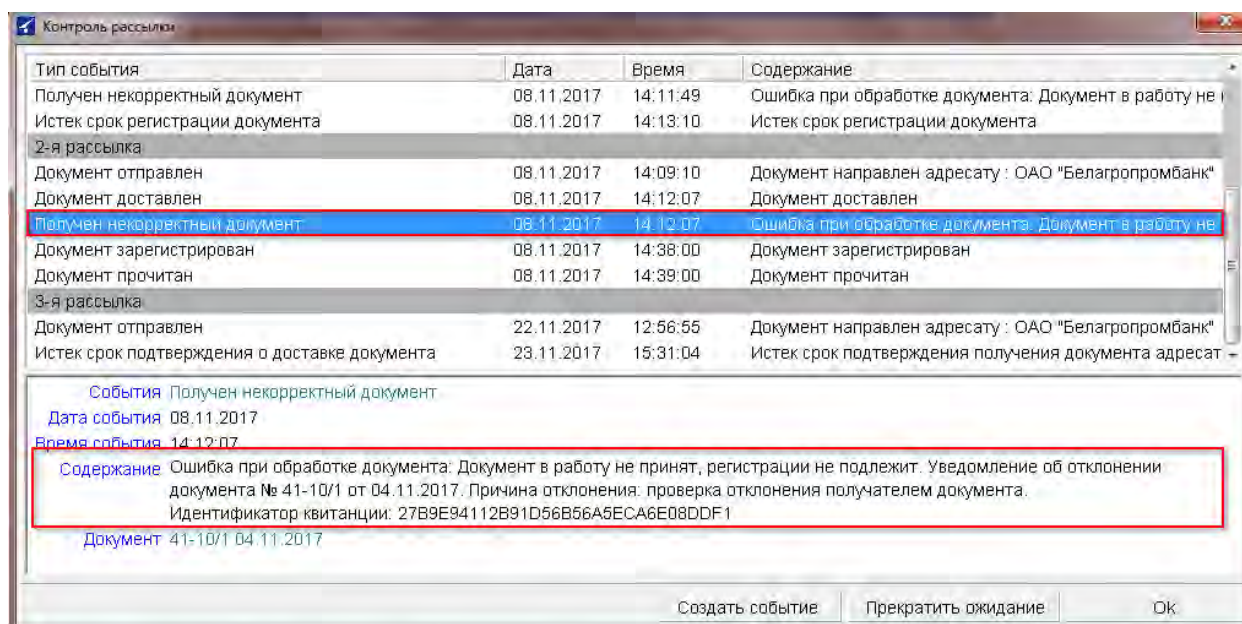 Контроль рассылки
Тип события Дата Время Содержание
Получен некорректный документ 08.11.2017 14:11:49 Ошибка при обработке документа: Документ в работу не
Истек срок регистрации документа 08.11.2017 14:13:10 Истек срок регистрации документа
2-я рассылка
Документ отправлен 08.11.2017 14:09:10 Документ направлен адресату : ОАО "Белагропромбанк"
Документ доставлен 08.11.2017 14:12:07 Документ доставлен
Получен некорректный документ 08.11.2017 14:12:07 Ошибка при обработке документа: Документ в работу не
Документ зарегистрирован 08.11.2017 14:38:00 Документ зарегистрирован
Документ прочитан 08.11.2017 14:39:00 Документ прочитан
3-я рассылка
Документ отправлен 22.11.2017 12:56:55 Документ направлен адресату : ОАО "Белагропромбанк"
Истек срок подтверждения о доставке документа 23.11.2017 15:31:04 Истек срок подтверждения получения документа адресат
События Получен некорректный документ
Дата события 08.11.2017
Время события 14:12:07
Содержание Ошибка при обработке документа: Документ в работу не принят, регистрации не подлежит. Уведомление об отклонении
документа № 41-10/1 от 04.11.2017. Причина отклонения: проверка отклонения получателем документа.
Идентификатор квитанции: 27B9E94112B91D56B56A5ECA6E08DDF1
Документ 41-10/1 04.11.2017
Создать событие Прекратить ожидание Ok